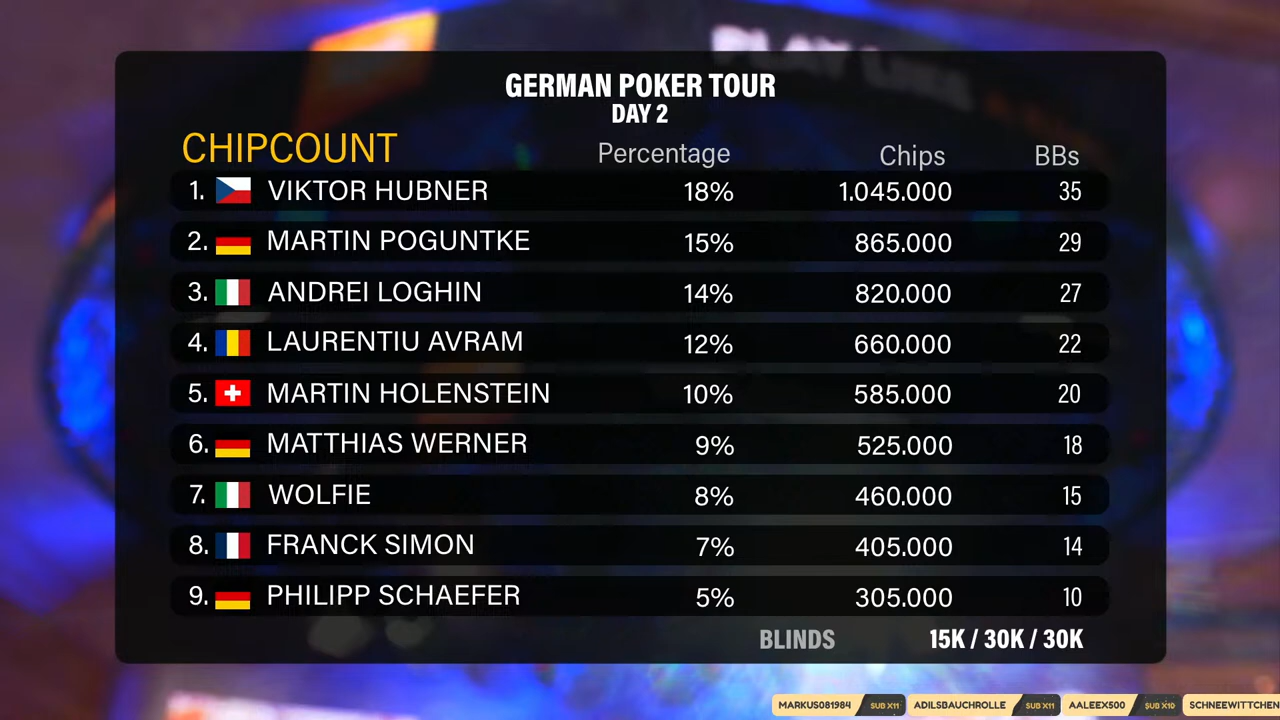 PLAY LIKE
GERMAN POKER TOUR
DAY 2
CHIPCOUNT Percentage Chips BBs
1. VIKTOR HUBNER 18% 1.045.000 35
2. MARTIN POGUNTKE 15% 865.000 29
3. ANDREI LOGHIN 14% 820.000 27
4. LAURENTIU AVRAM 12% 660.000 22
5. MARTIN HOLENSTEIN 10% 585.000 20
6. MATTHIAS WERNER 9% 525.000 18
7. WOLFIE 8% 460.000 15
8. FRANCK SIMON 7% 405.000 14
9. PHILIPP SCHAEFER 5% 305.000 10
BLINDS 15K / 30K / 30K
MARKUS081984 SUB X11 ADILSBAUCHROLLE SUB X11 AALEEX500 SUB X10 SCHNEEWITTCHEN